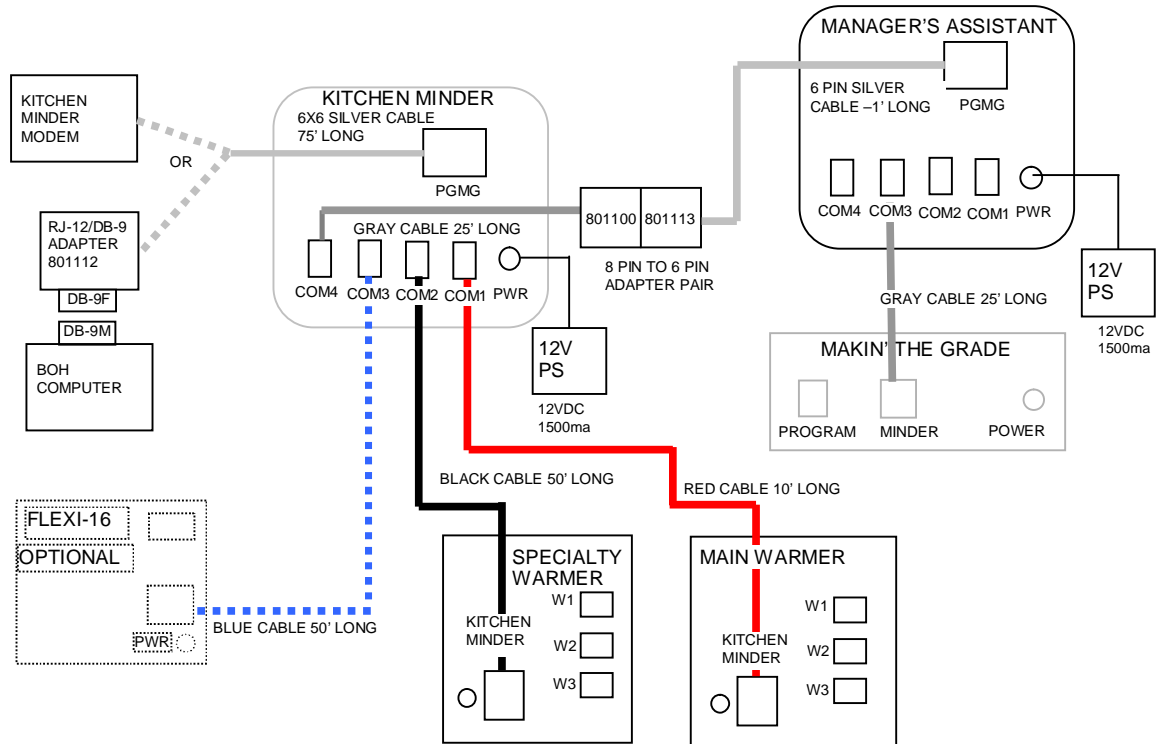 MANAGER'S ASSISTANT
6 PIN SILVER
CABLE –1' LONG
PGMG
COM4
COM3
COM2
COM1
PWR
12V
PS
12VDC
1500ma
KITCHEN
MINDER
MODEM
OR
RJ-12/DB-9
ADAPTER
801112
DB-9F
DB-9M
BOH
COMPUTER
KITCHEN MINDER
6X6 SILVER CABLE
75' LONG
PGMG
GRAY CABLE 25' LONG
COM4
COM3
COM2
COM1
PWR
801100
801113
8 PIN TO 6 PIN
ADAPTER PAIR
12V
PS
12VDC
1500ma
GRAY CABLE 25' LONG
MAKIN' THE GRADE
PROGRAM
MINDER
POWER
BLACK CABLE 50' LONG
RED CABLE 10' LONG
FLEXI-16
OPTIONAL
PWR
BLUE CABLE 50' LONG
SPECIALTY
WARMER
W1
KITCHEN
MINDER
W2
W3
MAIN WARMER
W1
KITCHEN
MINDER
W2
W3